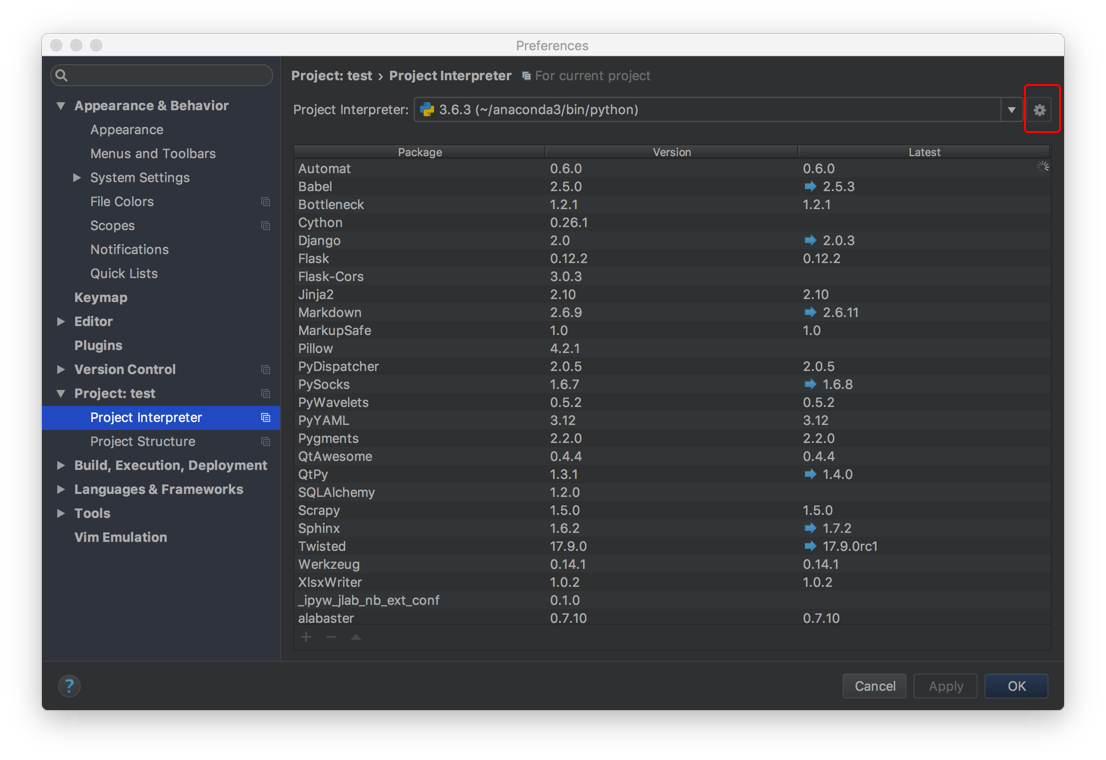 Preferences
Appearance & Behavior
Appearance
Menus and Toolbars
System Settings
File Colors
Scopes
Notifications
Quick Lists
Keymap
Editor
Plugins
Version Control
Project: test
Project Interpreter
Project Structure
Build, Execution, Deployment
Languages & Frameworks
Tools
Vim Emulation
Project: test › Project Interpreter For current project
Project Interpreter: 3.6.3 (~/anaconda3/bin/python)
Package Version Latest
Automat 0.6.0 0.6.0
Babel 2.5.0 2.5.3
Bottleneck 1.2.1 1.2.1
Cython 0.26.1
Django 2.0 2.0.3
Flask 0.12.2 0.12.2
Flask-Cors 3.0.3
Jinja2 2.10 2.10
Markdown 2.6.9 2.6.11
MarkupSafe 1.0 1.0
Pillow 4.2.1
PyDispatcher 2.0.5 2.0.5
PySocks 1.6.7 1.6.8
PyWavelets 0.5.2 0.5.2
PyYAML 3.12 3.12
Pygments 2.2.0 2.2.0
QtAwesome 0.4.4 0.4.4
QtPy 1.3.1 1.4.0
SQLAlchemy 1.2.0
Scrapy 1.5.0 1.5.0
Sphinx 1.6.2 1.7.2
Twisted 17.9.0 17.9.0rc1
Werkzeug 0.14.1 0.14.1
XlsxWriter 1.0.2 1.0.2
_ipyw_jlab_nb_ext_conf 0.1.0
alabaster 0.7.10 0.7.10
? Cancel Apply OK